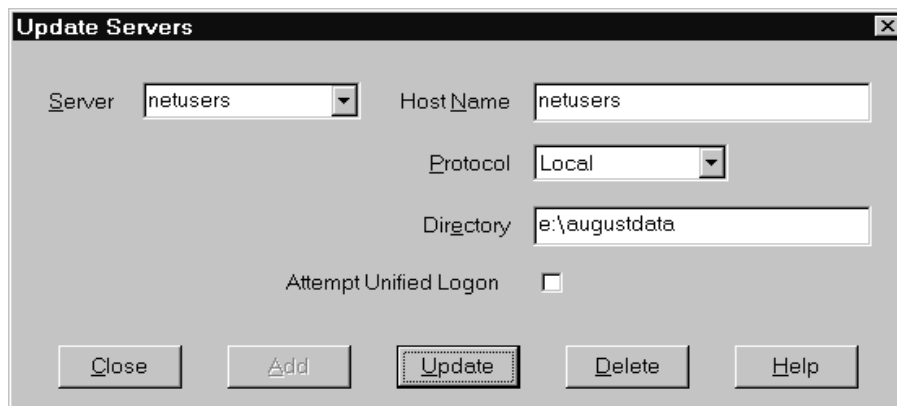 Update Servers
Server netusers Host Name netusers
Protocol Local
Directory e:\augustdata
Attempt Unified Logon
Close Add Update Delete Help